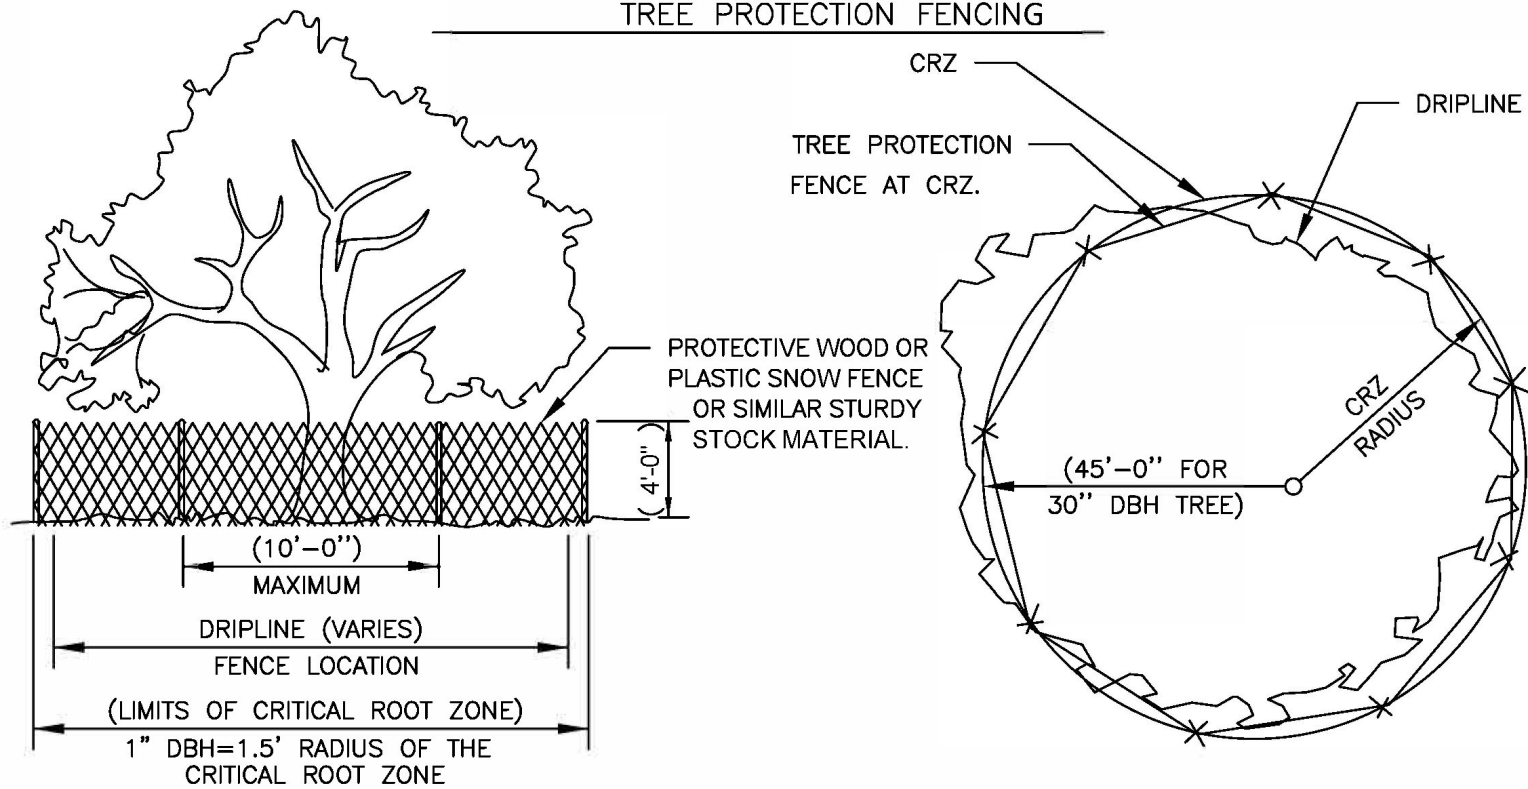 TREE PROTECTION FENCING
CRZ
DRIPLINE
TREE PROTECTION
FENCE AT CRZ.
PROTECTIVE WOOD OR
PLASTIC SNOW FENCE
OR SIMILAR STURDY
STOCK MATERIAL.
(4'-0")
CRZ
RADIUS
(45'-0" FOR
30" DBH TREE)
(10'-0")
MAXIMUM
DRIPLINE (VARIES)
FENCE LOCATION
(LIMITS OF CRITICAL ROOT ZONE)
1" DBH=1.5' RADIUS OF THE
CRITICAL ROOT ZONE